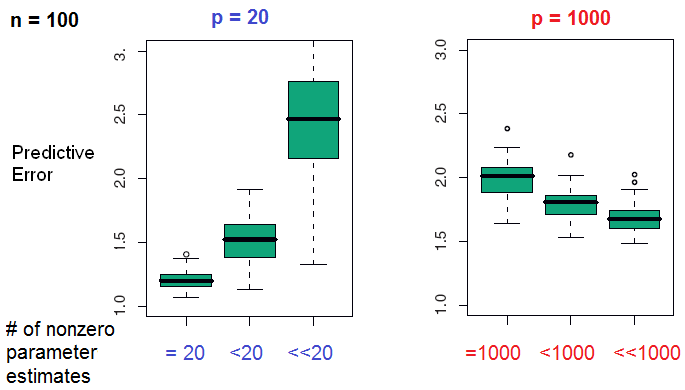 n = 100
p = 20
p = 1000
3.
2.5
2.0
1.5
1.0
3.0
2.5
2.0
1.5
1.0
Predictive
Error
# of nonzero
parameter
estimates
= 20 <20 <<20
=1000 <1000 <<1000